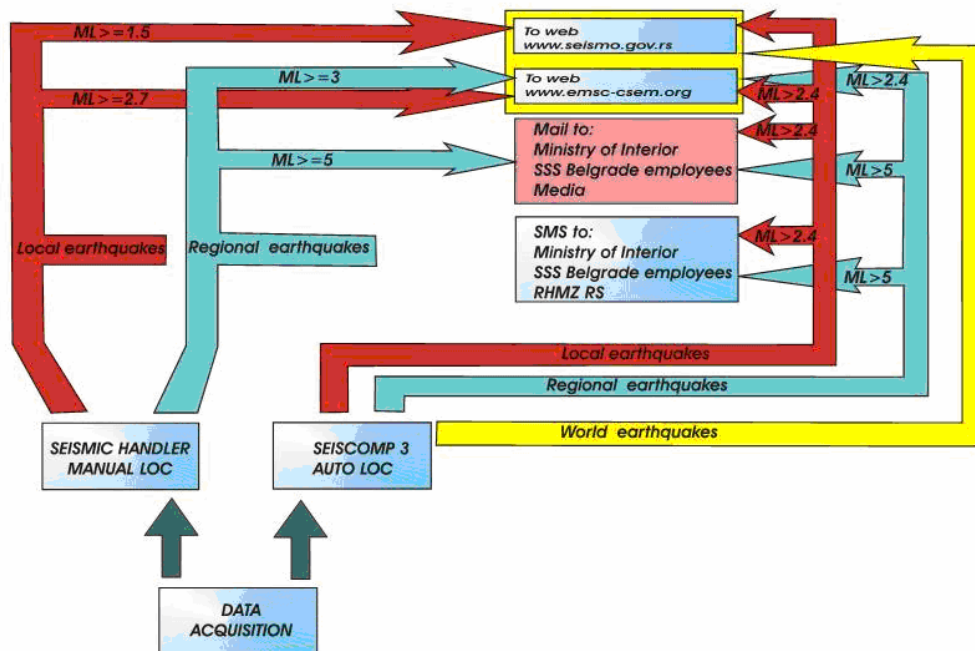 ML>=1.5
To web
www.seismo.gov.rs
ML>=3
To web
www.emsc-csem.org
ML>2.4
ML>=2.7
ML>2.4
Mail to:
Ministry of Interior
SSS Belgrade employees
Media
ML>2.4
ML>=5
ML>5
SMS to:
Ministry of Interior
SSS Belgrade employees
RHMZ RS
ML>2.4
ML>5
Local earthquakes
Regional earthquakes
Local earthquakes
Regional earthquakes
World earthquakes
SEISMIC HANDLER
MANUAL LOC
SEISCOMP 3
AUTO LOC
DATA
ACQUISITION